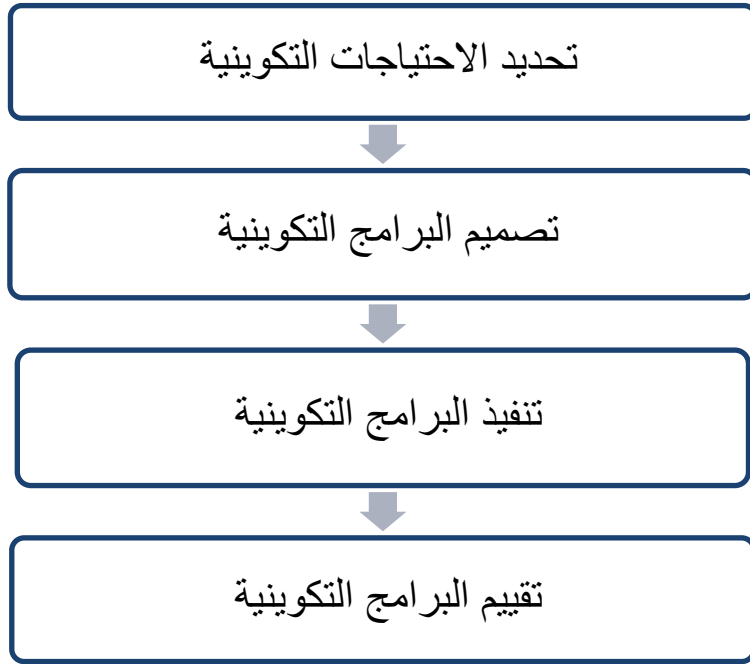 تحديد الاحتياجات التكوينية
تصميم البرامج التكوينية
تنفيذ البرامج التكوينية
تقييم البرامج التكوينية